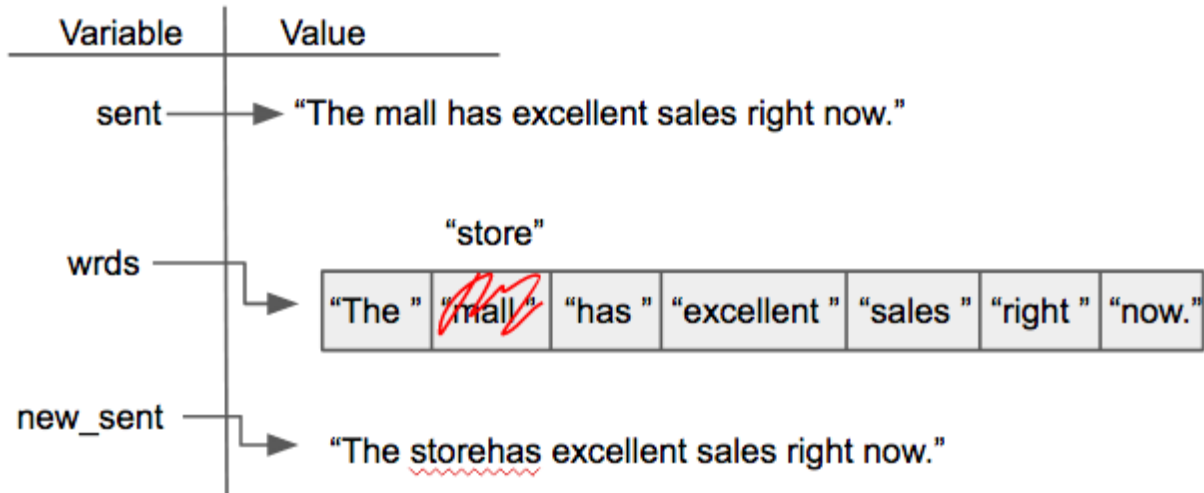 Variable Value
sent “The mall has excellent sales right now.”
“store”
wrds “The ” “mall ” “has ” “excellent ” “sales ” “right ” “now.”
new_sent “The storehas excellent sales right now.”